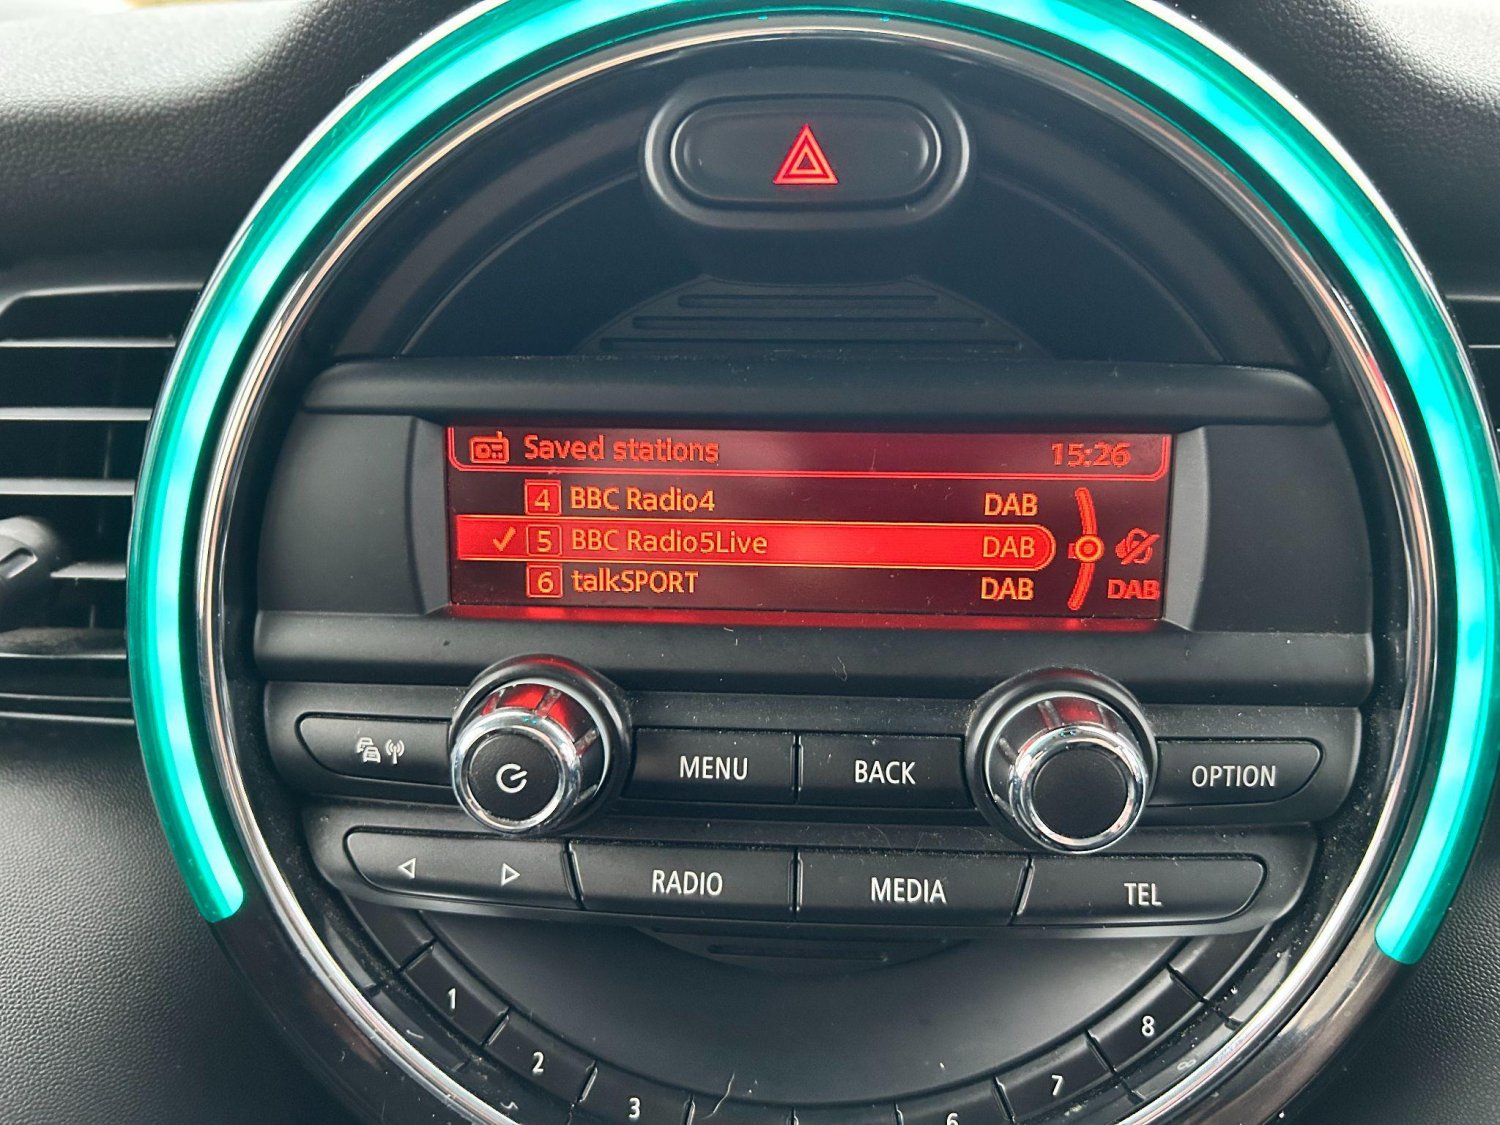 Saved stations 15:26
4 BBC Radio4 DAB
5 BBC Radio5Live DAB
6 talkSPORT DAB
DAB
MENU BACK OPTION
RADIO MEDIA TEL
1 2 3 6 7 8